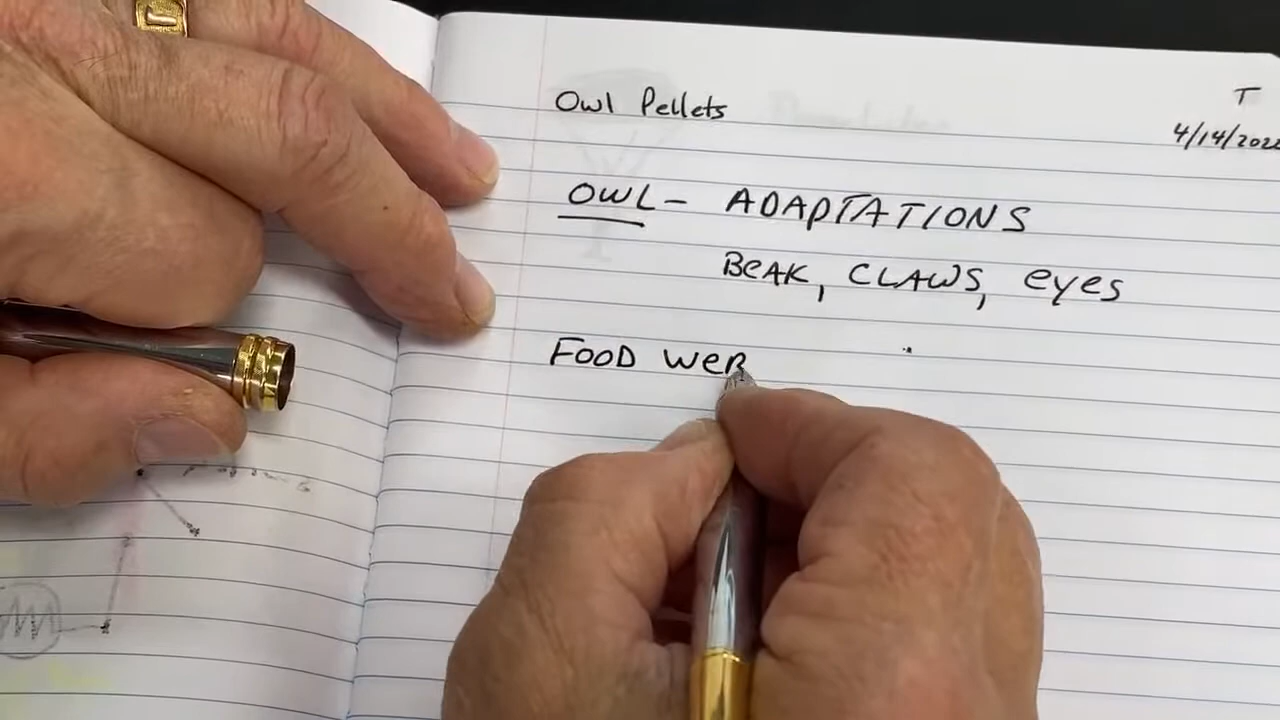 Owl Pellets
T
4/14/202
OWL - ADAPTATIONS
BEAK, CLAWS, eyes
FOOD WEB